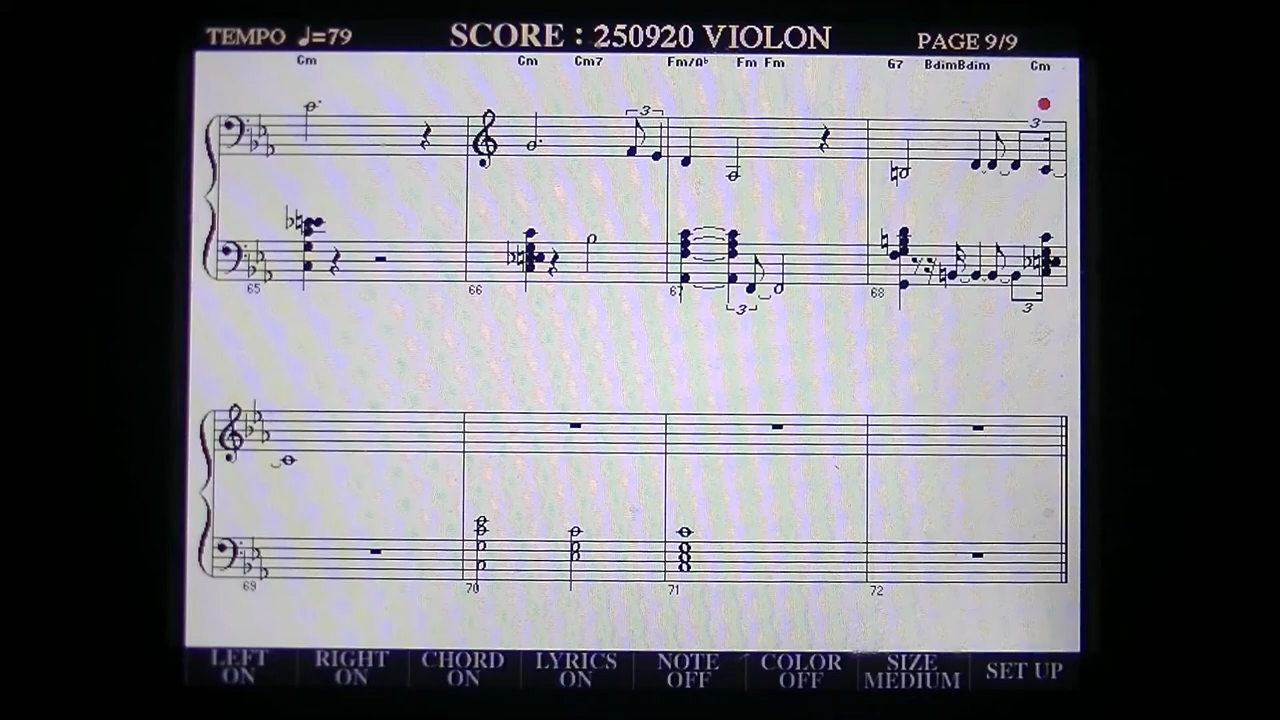 TEMPO ♩=79 SCORE : 250920 VIOLON PAGE 9/9
Cm Cm Cm7 Fm/A♭ Fm Fm G7 Bdim Bdim Cm
3 3
65 66 67 68
3 3
69 70 71 72
LEFT ON RIGHT ON CHORD ON LYRICS ON NOTE OFF COLOR OFF SIZE MEDIUM SET UP